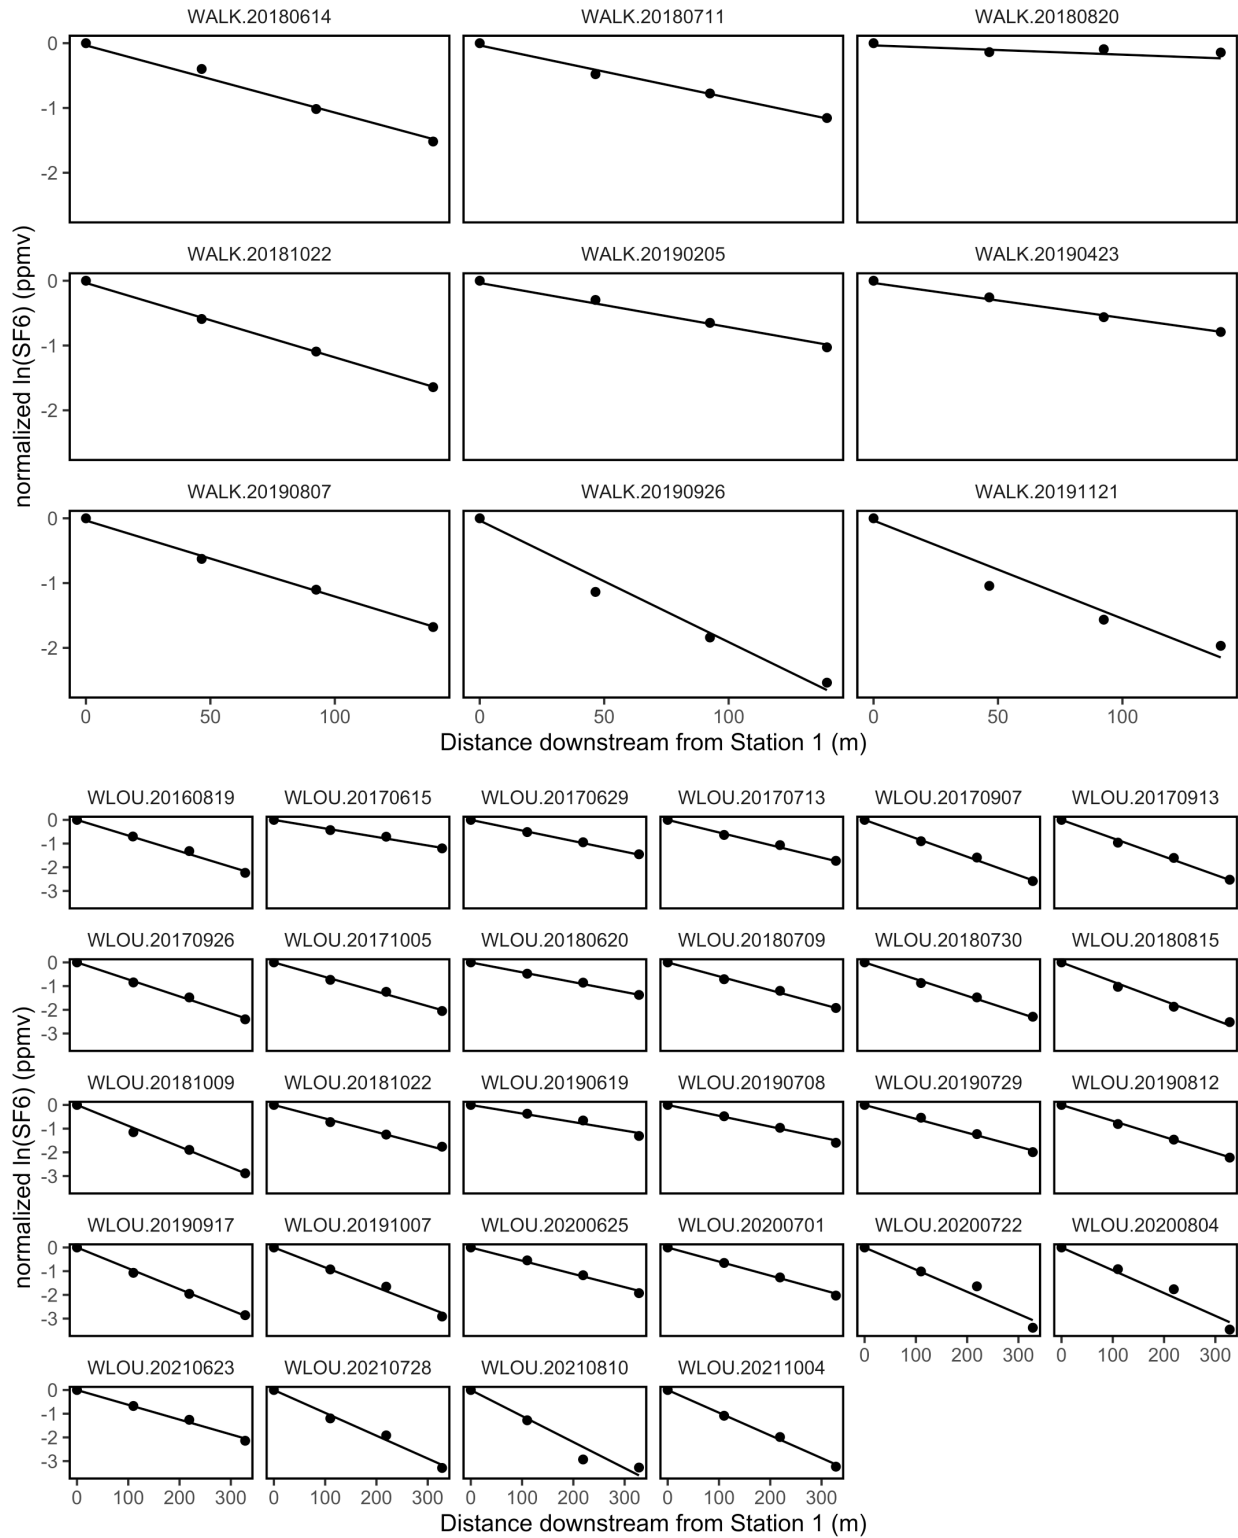 WALK.20180614 WALK.20180711 WALK.20180820
0
-1
-2
WALK.20181022 WALK.20190205 WALK.20190423
0
-1
-2
WALK.20190807 WALK.20190926 WALK.20191121
0
-1
-2
0 50 100 0 50 100 0 50 100
Distance downstream from Station 1 (m)
normalized ln(SF6) (ppmv)
WLOU.20160819 WLOU.20170615 WLOU.20170629 WLOU.20170713 WLOU.20170907 WLOU.20170913
0
-1
-2
-3
WLOU.20170926 WLOU.20171005 WLOU.20180620 WLOU.20180709 WLOU.20180730 WLOU.20180815
0
-1
-2
-3
WLOU.20181009 WLOU.20181022 WLOU.20190619 WLOU.20190708 WLOU.20190729 WLOU.20190812
0
-1
-2
-3
WLOU.20190917 WLOU.20191007 WLOU.20200625 WLOU.20200701 WLOU.20200722 WLOU.20200804
0
-1
-2
-3
0 100 200 300 0 100 200 300
WLOU.20210623 WLOU.20210728 WLOU.20210810 WLOU.20211004
0
-1
-2
-3
0 100 200 300 0 100 200 300 0 100 200 300 0 100 200 300
Distance downstream from Station 1 (m)
normalized ln(SF6) (ppmv)